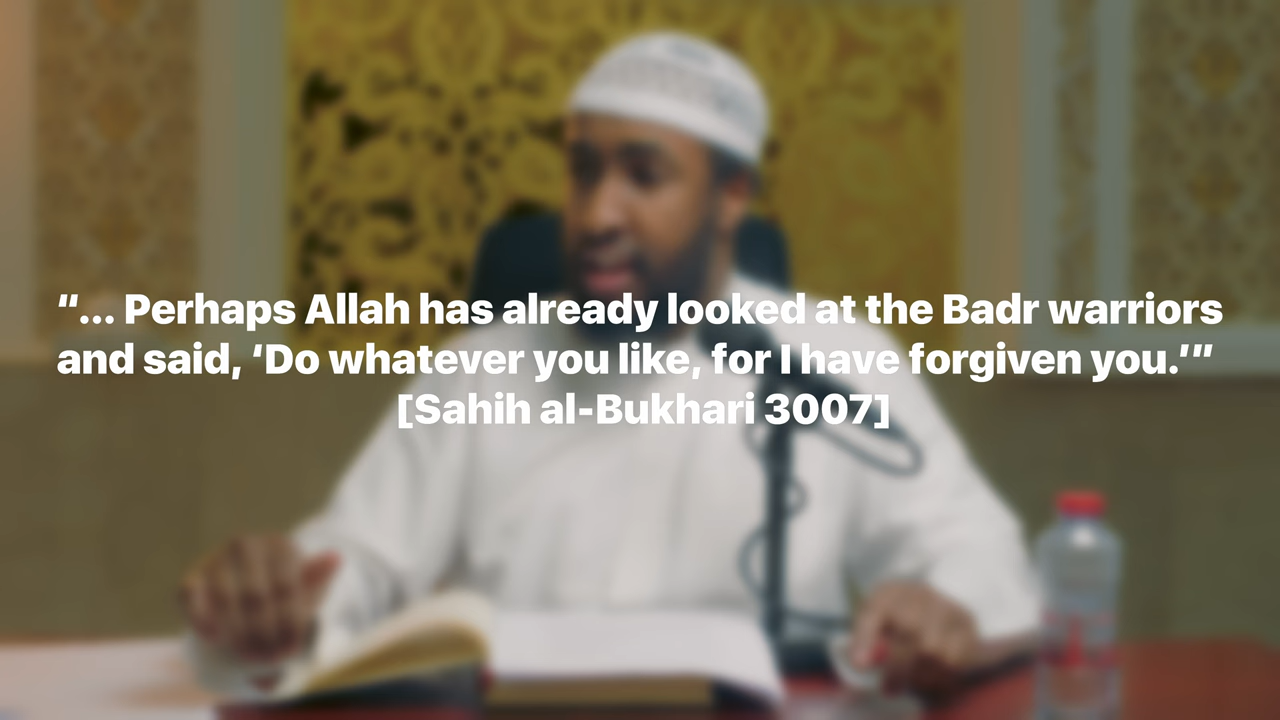 “... Perhaps Allah has already looked at the Badr warriors
and said, ‘Do whatever you like, for I have forgiven you.’”
[Sahih al-Bukhari 3007]